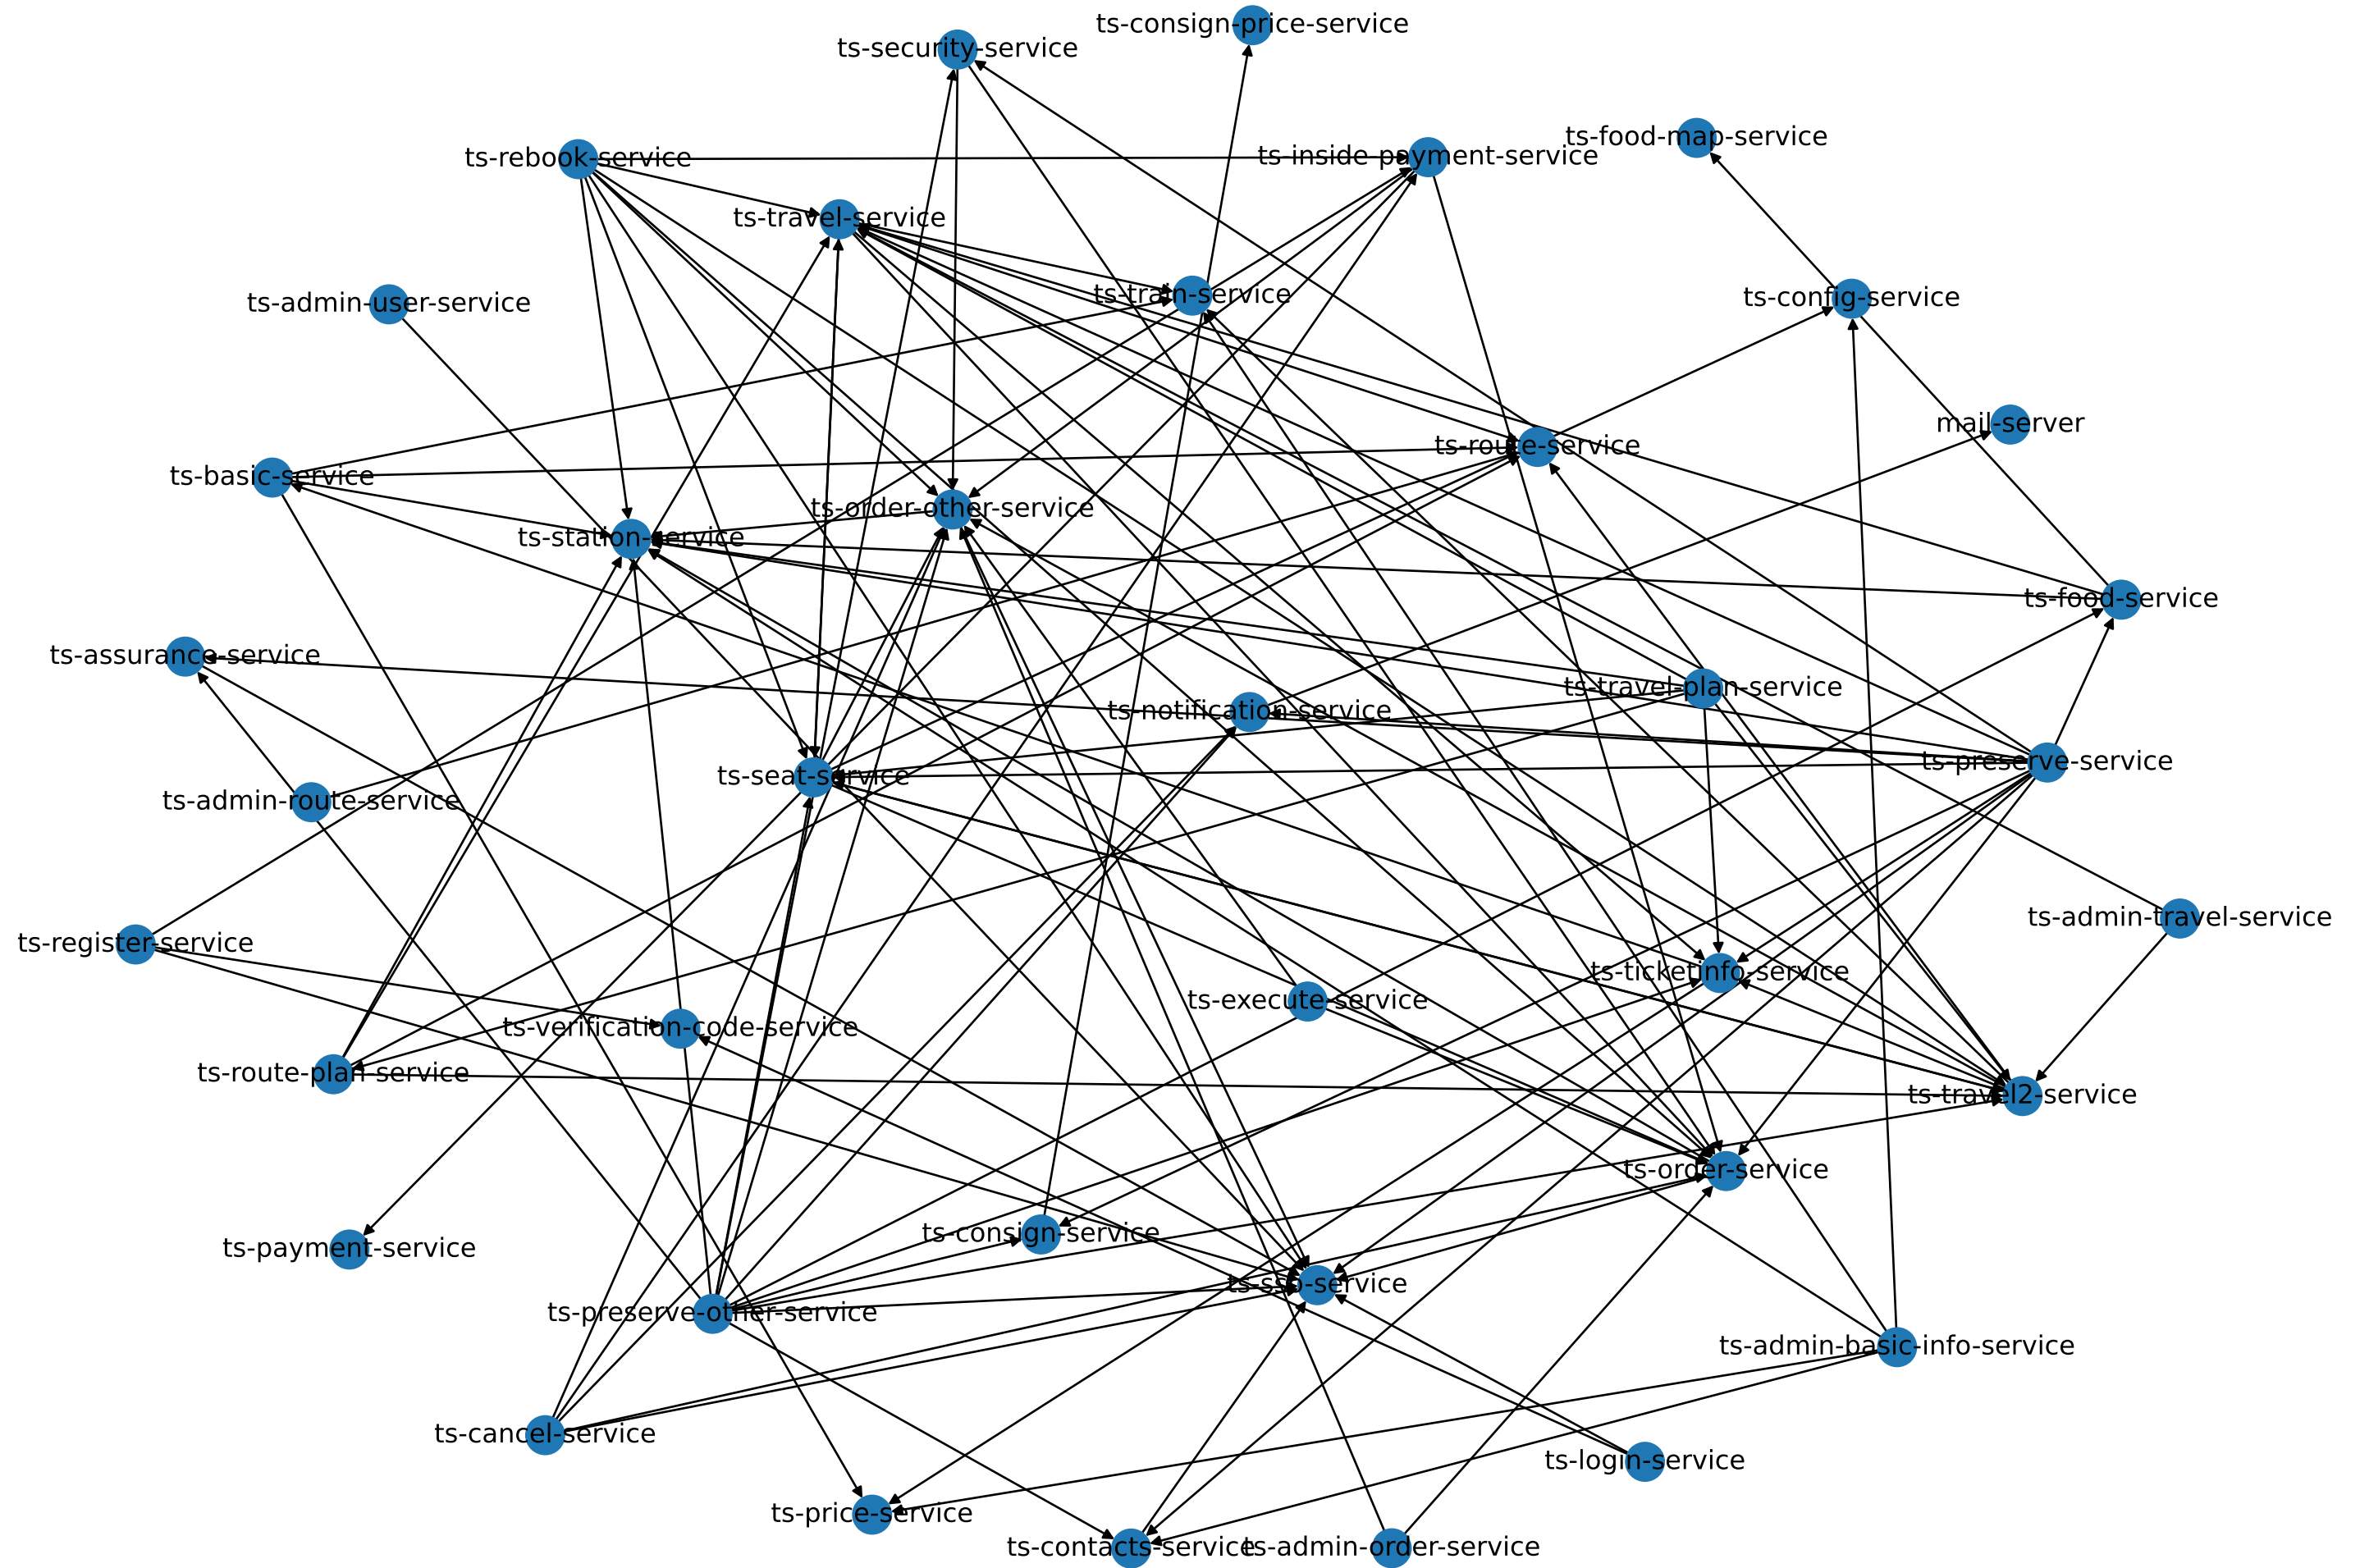 ts-consign-price-service
ts-security-service
ts-food-map-service
ts-rebook-service
ts-inside-payment-service
ts-travel-service
ts-train-service
ts-config-service
ts-admin-user-service
mail-server
ts-route-service
ts-basic-service
ts-order-other-service
ts-station-service
ts-food-service
ts-assurance-service
ts-travel-plan-service
ts-notification-service
ts-preserve-service
ts-seat-service
ts-admin-route-service
ts-admin-travel-service
ts-register-service
ts-ticketinfo-service
ts-execute-service
ts-verification-code-service
ts-route-plan-service
ts-travel2-service
ts-order-service
ts-consign-service
ts-payment-service
ts-sso-service
ts-preserve-other-service
ts-admin-basic-info-service
ts-cancel-service
ts-login-service
ts-price-service
ts-contacts-service
ts-admin-order-service